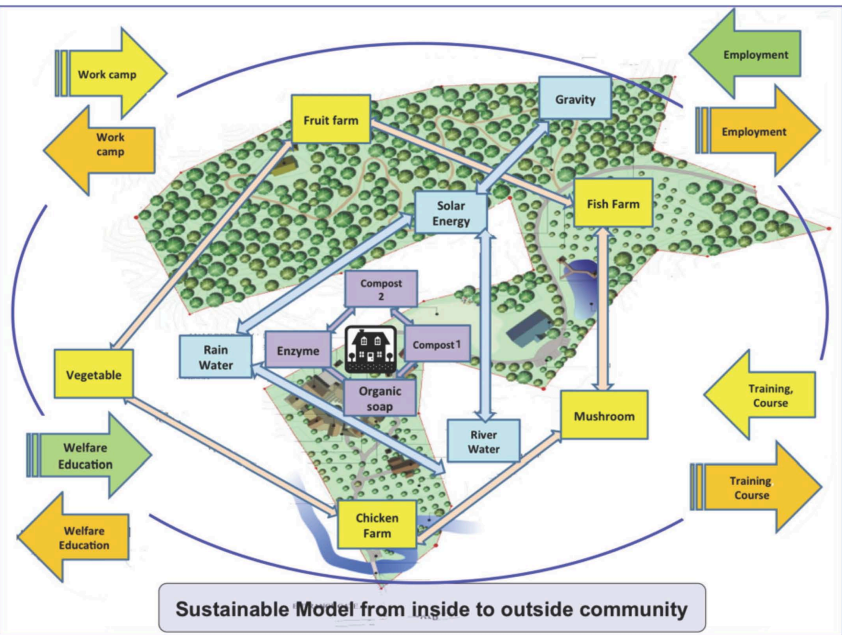 Work camp
Employment
Work
camp
Employment
Fruit farm
Gravity
Solar
Energy
Fish Farm
Compost
2
Rain
Water
Enzyme
Compost 1
Vegetable
Organic
soap
Mushroom
Training,
Course
Welfare
Education
River
Water
Training
Course
Chicken
Farm
Welfare
Education
Sustainable Model from inside to outside community